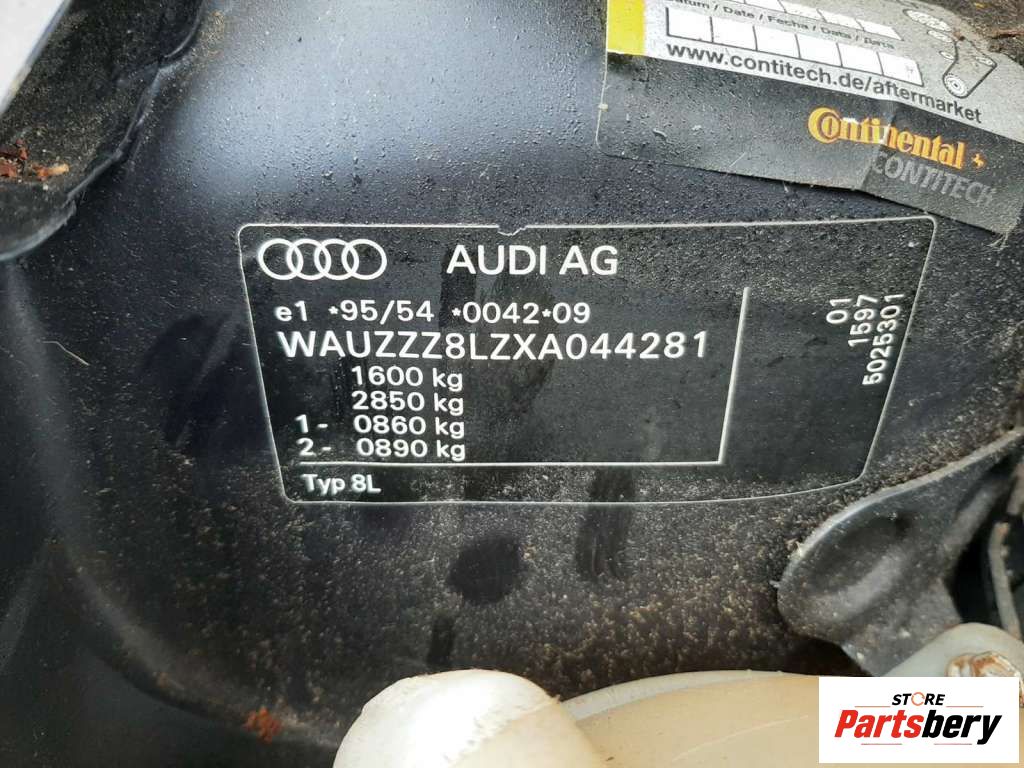 Datum / Date / Fecha / Data / Дата
www.contitech.de/aftermarket
Continental
CONTITECH
AUDI AG
e1 *95/54 *0042*09
WAUZZZ8LZXA044281
1600 kg
2850 kg
1- 0860 kg
2- 0890 kg
Typ 8L
01
1597
5025301
STORE
Partsbery